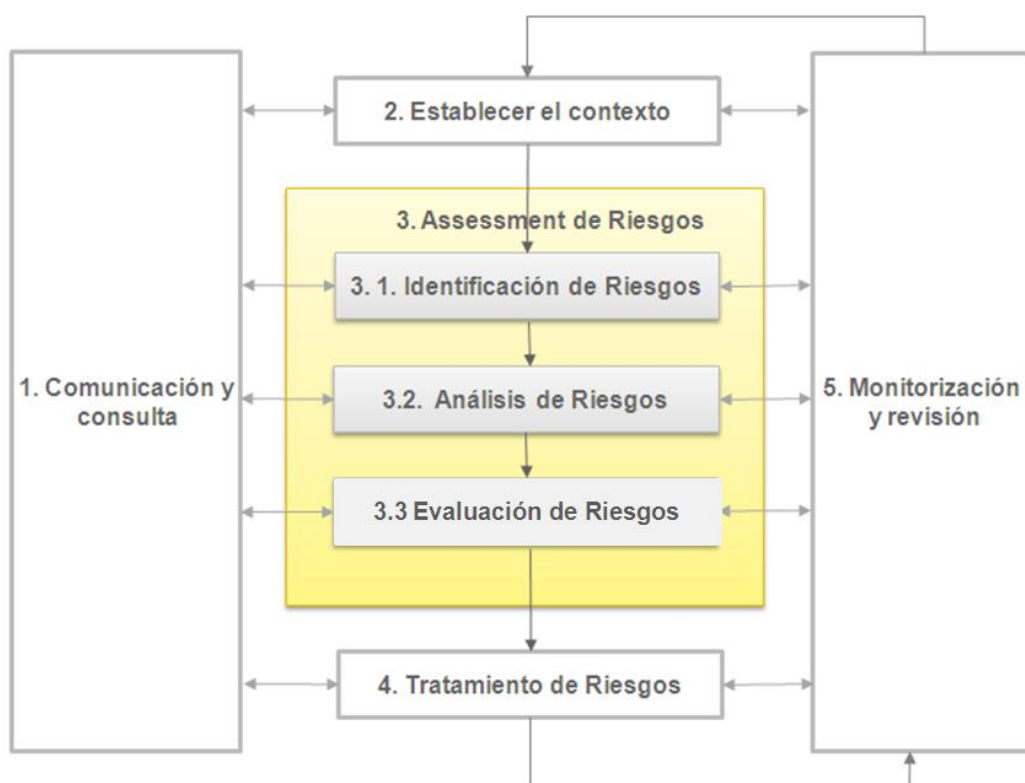 2. Establecer el contexto
3. Assessment de Riesgos
3. 1. Identificación de Riesgos
1. Comunicación y
consulta
3.2. Análisis de Riesgos
5. Monitorización
y revisión
3.3 Evaluación de Riesgos
4. Tratamiento de Riesgos